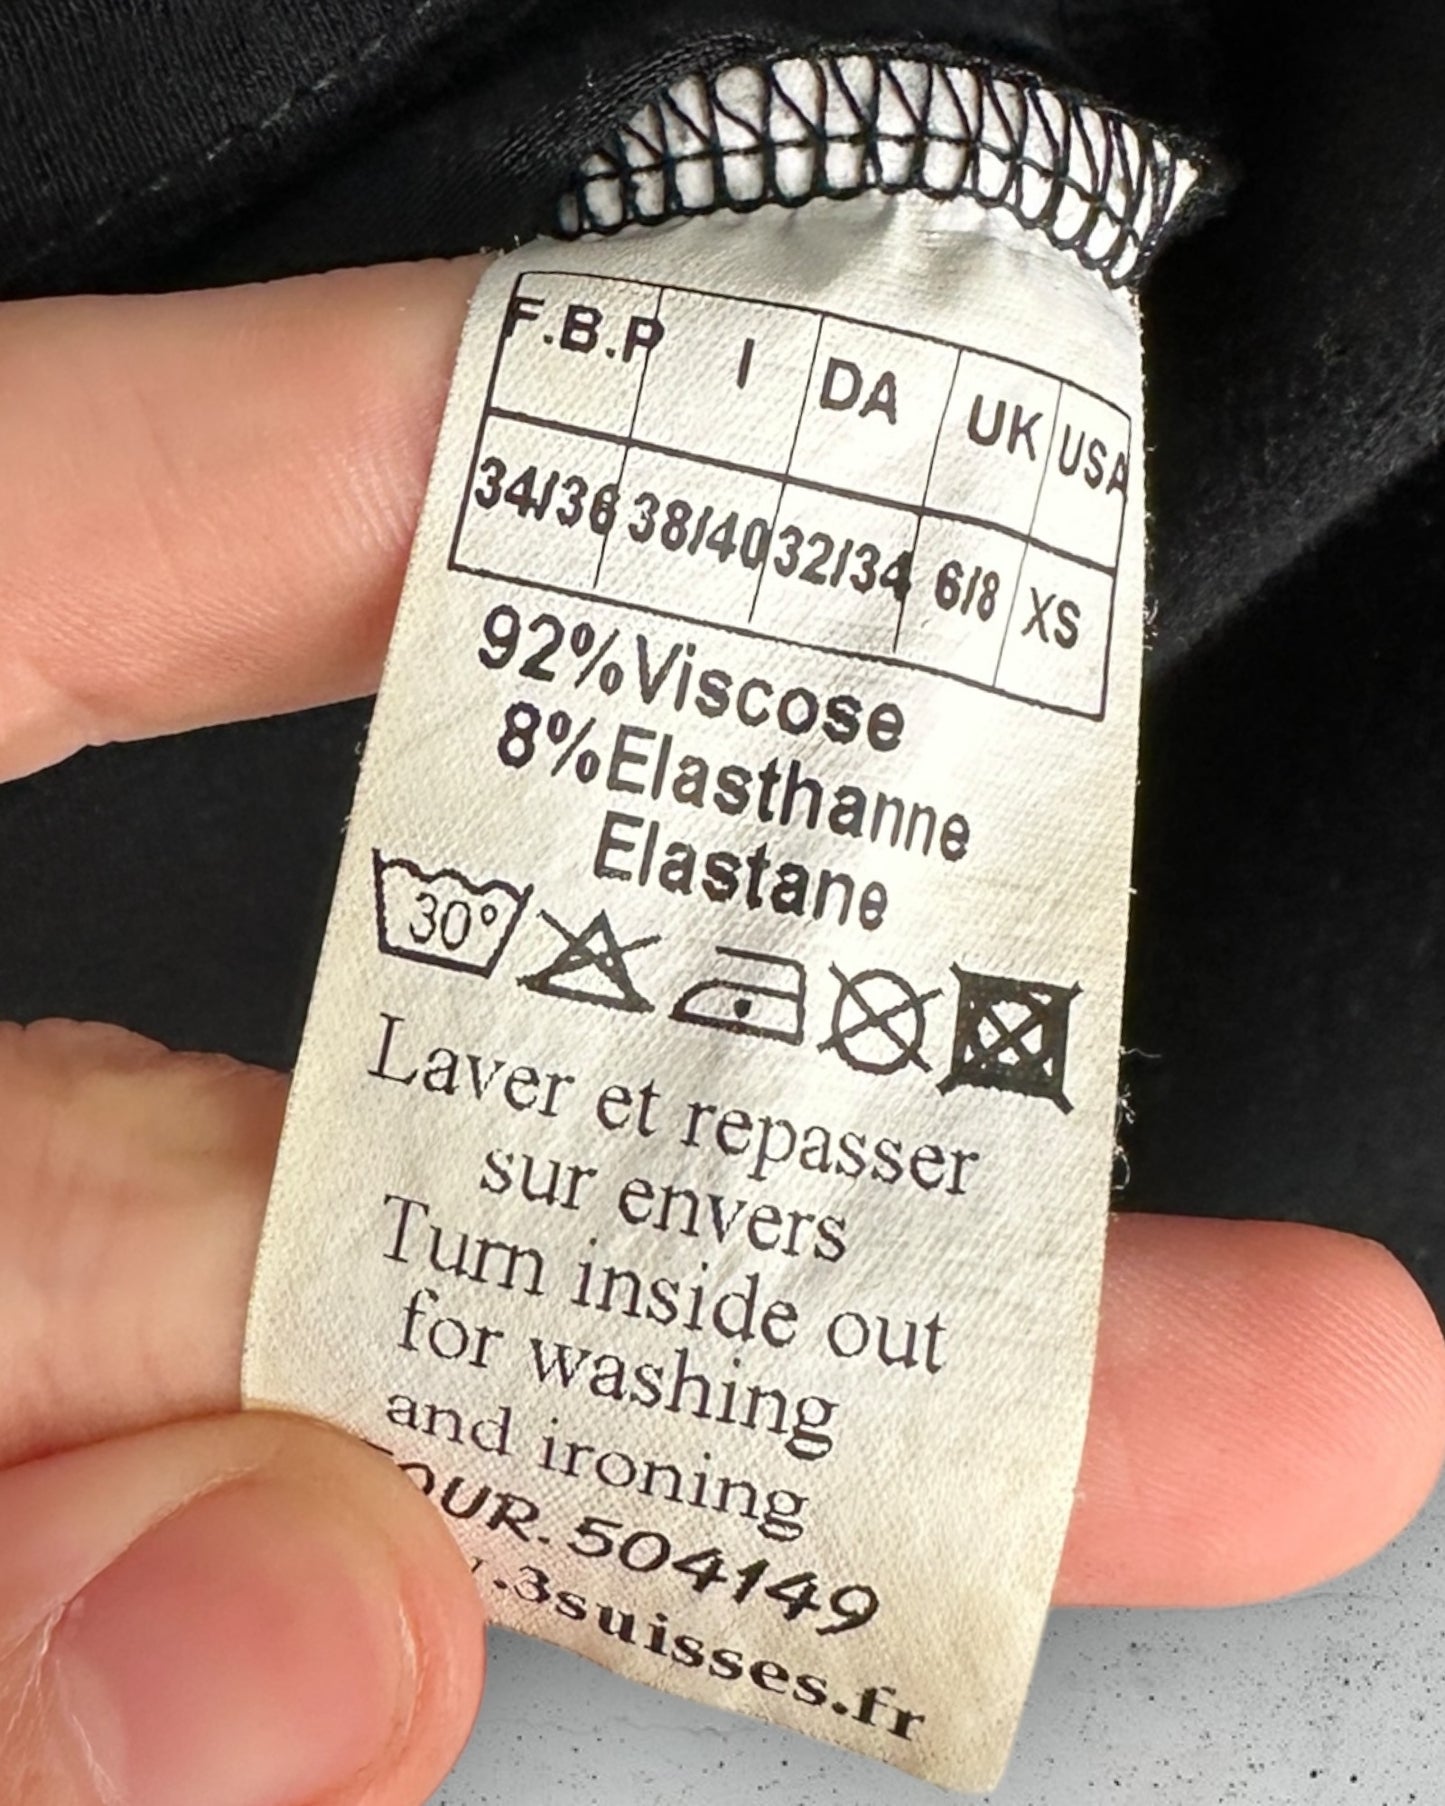 F.B.P I DA UK USA
34/36 38/40 32/34 6/8 XS
92%Viscose
8%Elasthanne
Elastane
30°
Laver et repasser
sur envers
Turn inside out
for washing
and ironing
504149
.3suisses.fr